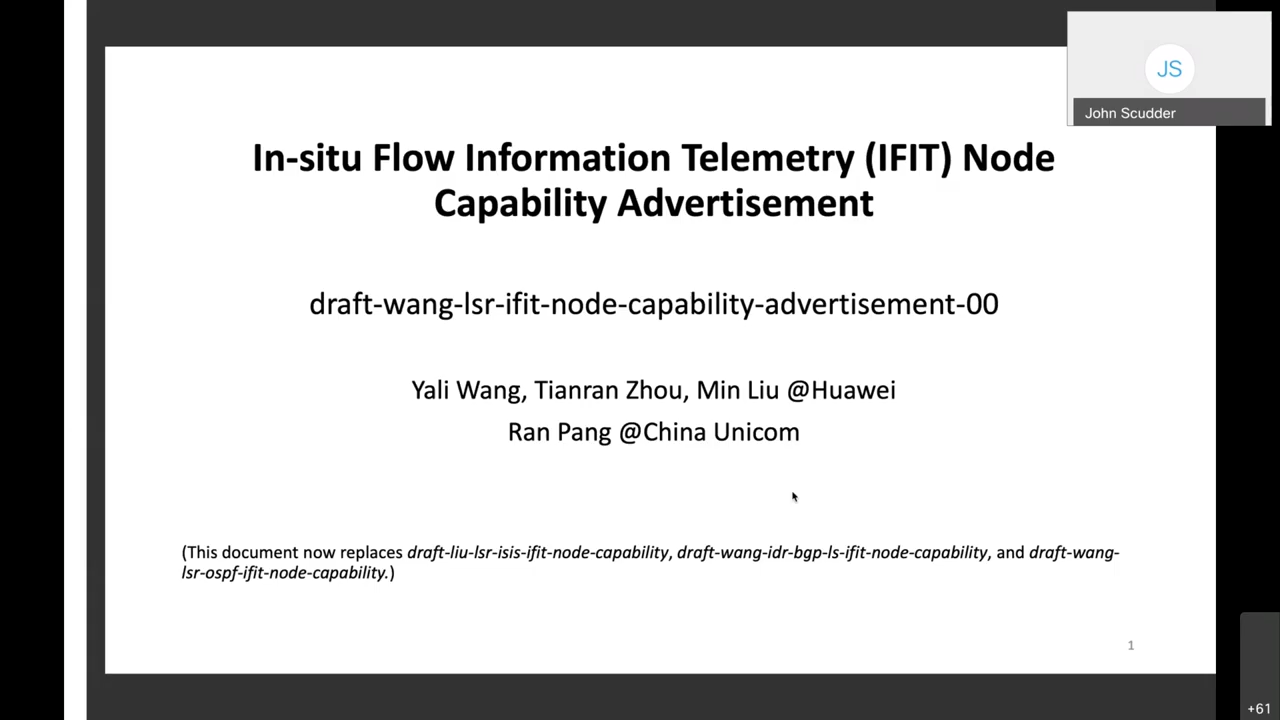 JS
John Scudder
In-situ Flow Information Telemetry (IFIT) Node
Capability Advertisement
draft-wang-lsr-ifit-node-capability-advertisement-00
Yali Wang, Tianran Zhou, Min Liu @Huawei
Ran Pang @China Unicom
(This document now replaces draft-liu-lsr-isis-ifit-node-capability, draft-wang-idr-bgp-ls-ifit-node-capability, and draft-wang-
lsr-ospf-ifit-node-capability.)
1
+61